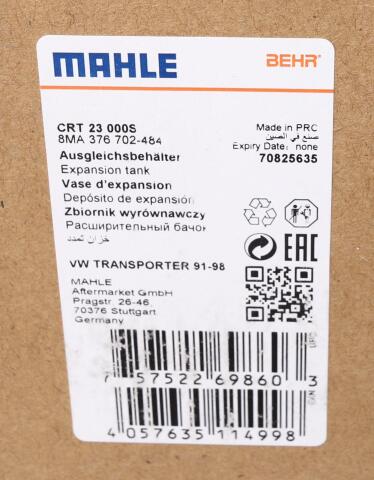 MAHLE
BEHR
CRT 23 000S
8MA 376 702-484
Made in PRC
صنع في الصين
Expiry Date: none
70825635
Ausgleichsbehälter
Expansion tank
Vase d'expansion
Depósito de expansión
Zbiornik wyrównawczy
Расширительный бачок
خزان تمدد
EAC
VW TRANSPORTER 91-98
MAHLE
Aftermarket GmbH
Pragstr. 26-46
70376 Stuttgart
Germany
UPC
7 57522 69860 3
GTIN
4 057635 114998